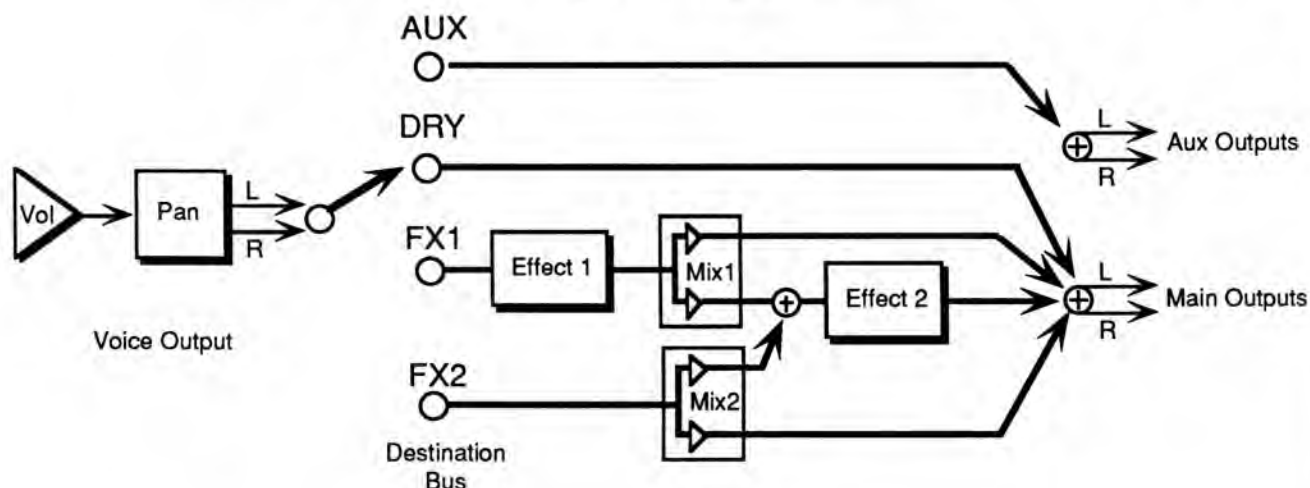 AUX
DRY
FX1
FX2
Vol
Pan
L
R
Voice Output
Effect 1
Mix1
Effect 2
Mix2
Destination
Bus
L
R
Aux Outputs
L
R
Main Outputs